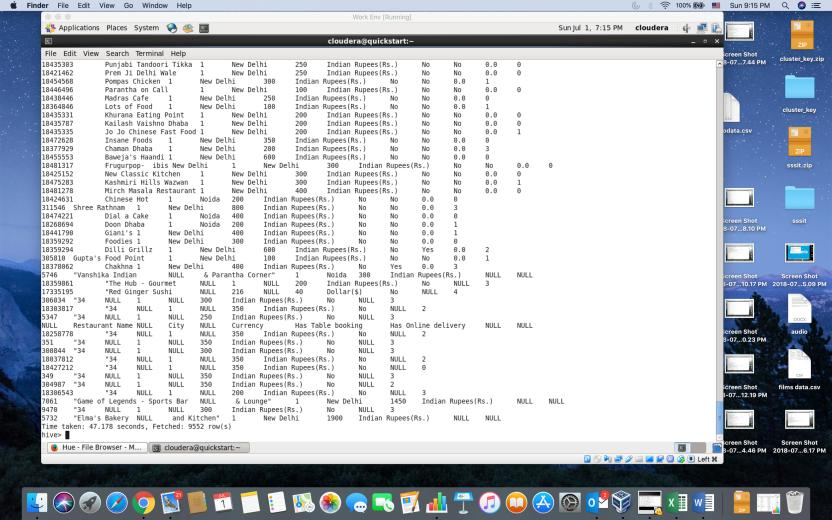 Finder File Edit View Go Window Help 100% Sun 9:15 PM
Work Env [Running]
Applications Places System Sun Jul 1, 7:15 PM cloudera
cloudera@quickstart:~
File Edit View Search Terminal Help
18435303 Punjabi Tandoori Tikka 1 New Delhi 250 Indian Rupees(Rs.) No No 0.0 0
18421462 Prem Ji Delhi Wale 1 New Delhi 200 Indian Rupees(Rs.) No No 0.0 0
18454568 Pompas Chicken 1 New Delhi 300 Indian Rupees(Rs.) No No 0.0 1
18446496 Parantha on Call 1 New Delhi 100 Indian Rupees(Rs.) No No 0.0 0
18438446 Madras Cafe 1 New Delhi 250 Indian Rupees(Rs.) No No 0.0 0
18364846 Lots of Food 1 New Delhi 100 Indian Rupees(Rs.) No No 0.0 1
18435331 Khurana Eating Point 1 New Delhi 200 Indian Rupees(Rs.) No No 0.0 0
18435787 Kailash Vaishno Dhaba 1 New Delhi 200 Indian Rupees(Rs.) No No 0.0 0
18435335 Jo Jo Chinese Fast Food 1 New Delhi 200 Indian Rupees(Rs.) No No 0.0 1
18472628 Insane Foods 1 New Delhi 350 Indian Rupees(Rs.) No No 0.0 0
18377929 Chaman Dhaba 1 New Delhi 200 Indian Rupees(Rs.) No No 0.0 3
18455553 Baweja's Haandi 1 New Delhi 600 Indian Rupees(Rs.) No No 0.0 0
18481317 Frugurpop- ibis New Delhi 1 New Delhi 300 Indian Rupees(Rs.) No No 0.0 0
18425152 New Classic Kitchen 1 New Delhi 300 Indian Rupees(Rs.) No No 0.0 0
18475283 Kashmiri Hills Wazwan 1 New Delhi 300 Indian Rupees(Rs.) No No 0.0 1
18481278 Mirch Masala Restaurant 1 New Delhi 400 Indian Rupees(Rs.) No No 0.0 0
18424631 Chinese Hot 1 Noida 200 Indian Rupees(Rs.) No No 0.0 0
311546 Shree Rathnam 1 New Delhi 800 Indian Rupees(Rs.) No No 0.0 3
18474221 Dial a Cake 1 Noida 400 Indian Rupees(Rs.) No No 0.0 0
18268694 Doon Dhaba 1 Noida 200 Indian Rupees(Rs.) No No 0.0 1
18441790 Giani's 1 New Delhi 400 Indian Rupees(Rs.) No No 0.0 1
18359292 Foodies 1 New Delhi 300 Indian Rupees(Rs.) No No 0.0 0
18359294 Dilli Grillz 1 New Delhi 600 Indian Rupees(Rs.) No Yes 0.0 2
305810 Gupta's Food Point 1 New Delhi 100 Indian Rupees(Rs.) No No 0.0 1
18378062 Chakhna 1 New Delhi 400 Indian Rupees(Rs.) No Yes 0.0 3
5746 "Vanshika Indian NULL & Parantha Corner" 1 Noida 300 Indian Rupees(Rs.) NULL NULL
18359861 "The Hub - Gourmet NULL 1 NULL 200 Indian Rupees(Rs.) No NULL 3
17335195 "Red Ginger Sushi NULL 216 NULL 40 Dollar($) No NULL 4
306034 "34 NULL 1 NULL 300 Indian Rupees(Rs.) No NULL 3
18303817 "34 NULL 1 NULL 350 Indian Rupees(Rs.) No NULL 2
5347 "34 NULL 1 NULL 250 Indian Rupees(Rs.) No NULL 3
NULL Restaurant Name NULL City NULL Currency Has Table booking Has Online delivery NULL NULL
18258778 "34 NULL 1 NULL 350 Indian Rupees(Rs.) No NULL 2
351 "34 NULL 1 NULL 350 Indian Rupees(Rs.) No NULL 3
300844 "34 NULL 1 NULL 300 Indian Rupees(Rs.) No NULL 3
18037812 "34 NULL 1 NULL 350 Indian Rupees(Rs.) No NULL 2
18427212 "34 NULL 1 NULL 350 Indian Rupees(Rs.) No NULL 0
349 "34 NULL 1 NULL 350 Indian Rupees(Rs.) No NULL 3
304987 "34 NULL 1 NULL 350 Indian Rupees(Rs.) No NULL 2
18306543 "34 NULL 1 NULL 200 Indian Rupees(Rs.) No NULL 3
7061 "Game of Legends - Sports Bar NULL & Lounge" 1 New Delhi 1450 Indian Rupees(Rs.) NULL NULL
9470 "34 NULL 1 NULL 300 Indian Rupees(Rs.) No NULL 3
5732 "Elma's Bakery NULL and Kitchen" 1 New Delhi 1900 Indian Rupees(Rs.) NULL NULL
Time taken: 47.178 seconds, Fetched: 9552 row(s)
hive>
Hue - File Browser - M... cloudera@quickstart:~
Left ⌘
Screen Shot
8-07...7.44 PM
cluster_key.zip
odata.csv
cluster_key
sssit.zip
Screen Shot
8-07...8.10 PM
sssit
Screen Shot
-07...10.17 PM
Screen Shot
2018-07...5.09 PM
Screen Shot
8-07...0.23 PM
audio
Screen Shot
-07...12.19 PM
films data.csv
Screen Shot
8-07...4.46 PM
Screen Shot
2018-07...6.17 PM